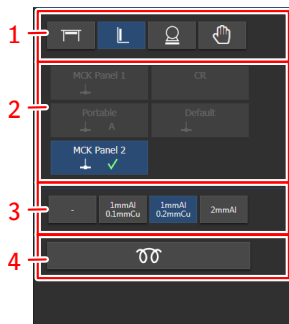 1
2
MCK Panel 1
CR
Portable
A
Default
MCK Panel 2
3
-
1mmAl
0.1mmCu
1mmAl
0.2mmCu
2mmAl
4